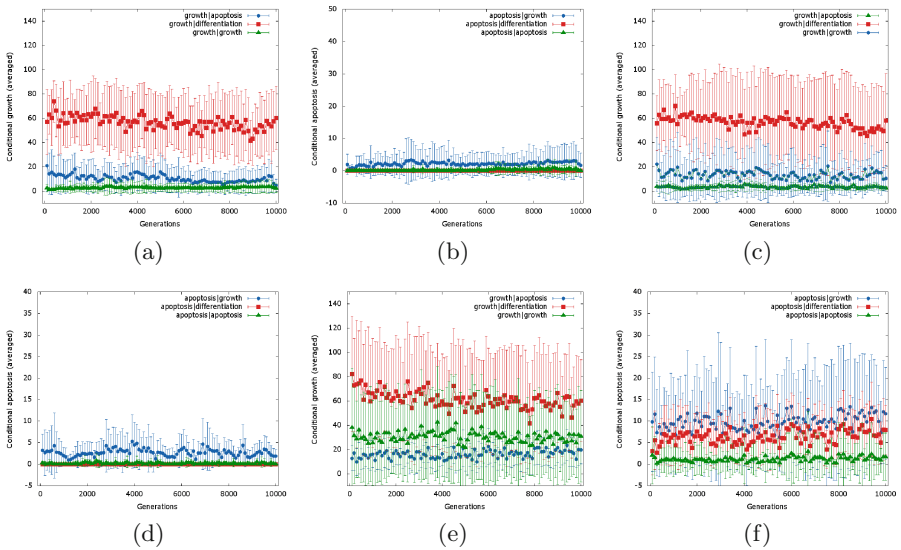 growth|apoptosis
growth|differentiation
growth|growth
Conditional growth (averaged)
140
120
100
80
60
40
20
0
0 2000 4000 6000 8000 10000
Generations
(a)
apoptosis|growth
apoptosis|differentiation
apoptosis|apoptosis
Conditional apoptosis (averaged)
50
40
30
20
10
0
-10
0 2000 4000 6000 8000 10000
Generations
(b)
growth|apoptosis
growth|differentiation
growth|growth
Conditional growth (averaged)
140
120
100
80
60
40
20
0
0 2000 4000 6000 8000 10000
Generations
(c)
apoptosis|growth
apoptosis|differentiation
apoptosis|apoptosis
Conditional apoptosis (averaged)
40
35
30
25
20
15
10
5
0
-5
0 2000 4000 6000 8000 10000
Generations
(d)
growth|apoptosis
growth|differentiation
growth|growth
Conditional growth (averaged)
140
120
100
80
60
40
20
0
0 2000 4000 6000 8000 10000
Generations
(e)
apoptosis|growth
apoptosis|differentiation
apoptosis|apoptosis
Conditional apoptosis (averaged)
40
35
30
25
20
15
10
5
0
-5
0 2000 4000 6000 8000 10000
Generations
(f)